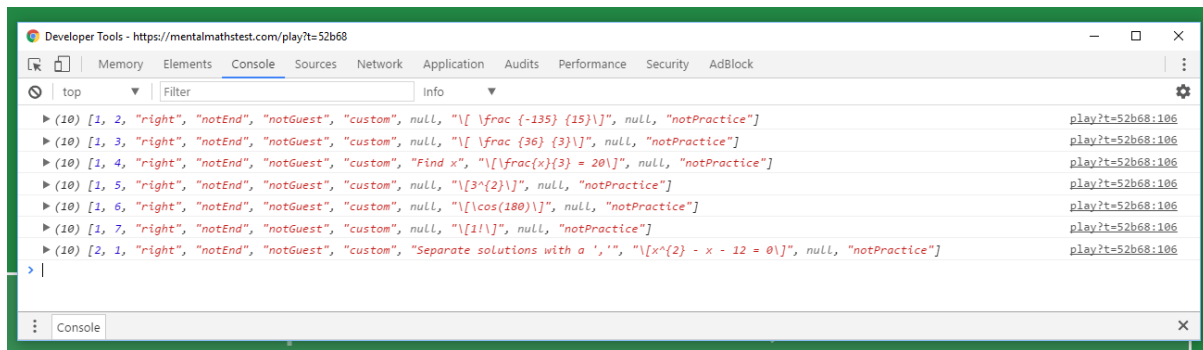 Developer Tools - https://mentalmathstest.com/play?t=52b68
Memory Elements Console Sources Network Application Audits Performance Security AdBlock
top ▼ Filter Info ▼
▶ (10) [1, 2, "right", "notEnd", "notGuest", "custom", null, "\[ \frac {-135} {15}\]", null, "notPractice"] play?t=52b68:106
▶ (10) [1, 3, "right", "notEnd", "notGuest", "custom", null, "\[ \frac {36} {3}\]", null, "notPractice"] play?t=52b68:106
▶ (10) [1, 4, "right", "notEnd", "notGuest", "custom", "Find x", "\[\frac{x}{3} = 20\]", null, "notPractice"] play?t=52b68:106
▶ (10) [1, 5, "right", "notEnd", "notGuest", "custom", null, "\[3^{2}\]", null, "notPractice"] play?t=52b68:106
▶ (10) [1, 6, "right", "notEnd", "notGuest", "custom", null, "\[\cos(180)\]", null, "notPractice"] play?t=52b68:106
▶ (10) [1, 7, "right", "notEnd", "notGuest", "custom", null, "\[1!\]", null, "notPractice"] play?t=52b68:106
▶ (10) [2, 1, "right", "notEnd", "notGuest", "custom", "Separate solutions with a ','", "\[x^{2} - x - 12 = 0\]", null, "notPractice"] play?t=52b68:106
>
Console